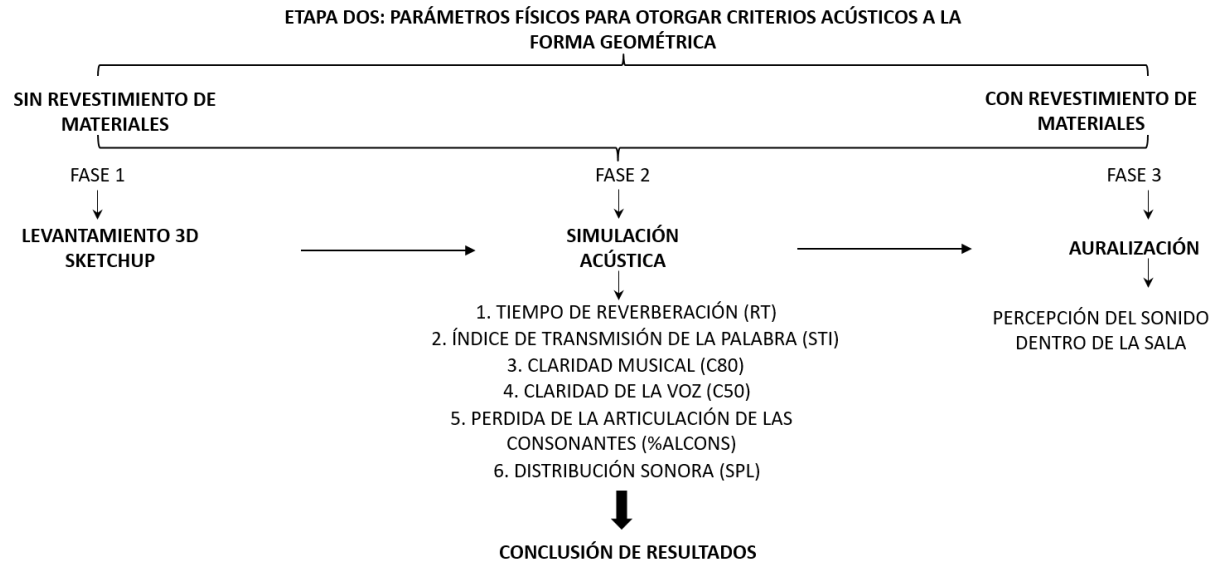 ETAPA DOS: PARÁMETROS FÍSICOS PARA OTORGAR CRITERIOS ACÚSTICOS A LA
FORMA GEOMÉTRICA
SIN REVESTIMIENTO DE
MATERIALES
CON REVESTIMIENTO DE
MATERIALES
FASE 1
FASE 2
FASE 3
LEVANTAMIENTO 3D
SKETCHUP
SIMULACIÓN
ACÚSTICA
AURALIZACIÓN
1. TIEMPO DE REVERBERACIÓN (RT)
2. ÍNDICE DE TRANSMISIÓN DE LA PALABRA (STI)
3. CLARIDAD MUSICAL (C80)
4. CLARIDAD DE LA VOZ (C50)
5. PERDIDA DE LA ARTICULACIÓN DE LAS
CONSONANTES (%ALCONS)
6. DISTRIBUCIÓN SONORA (SPL)
PERCEPCIÓN DEL SONIDO
DENTRO DE LA SALA
CONCLUSIÓN DE RESULTADOS